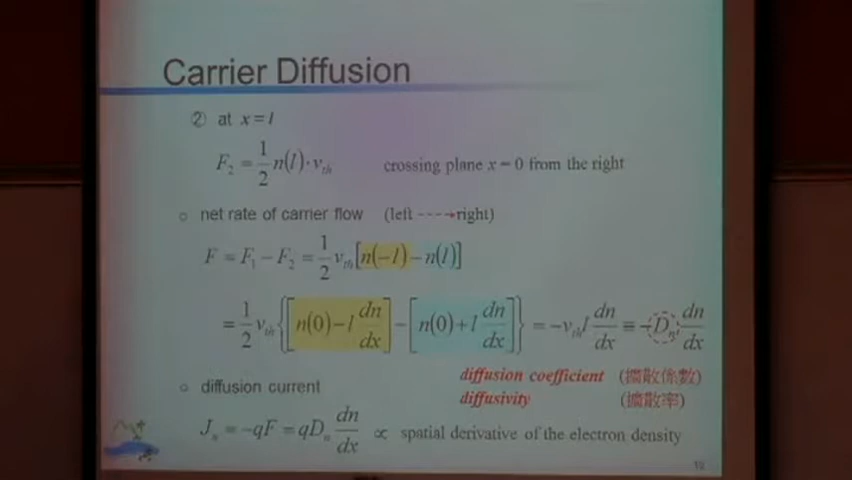 Carrier Diffusion
② at x = l
F₂ = 1/2 n(l)·v_th crossing plane x = 0 from the right
○ net rate of carrier flow (left ----→right)
F = F₁ − F₂ = 1/2 v_th[n(−l) − n(l)]
= 1/2 v_th{[n(0) − l dn/dx] − [n(0) + l dn/dx]} = −v_th l dn/dx ≡ −D_n dn/dx
diffusion coefficient (擴散係數)
diffusivity (擴散率)
○ diffusion current
J_n = −qF = qD_n dn/dx ∝ spatial derivative of the electron density